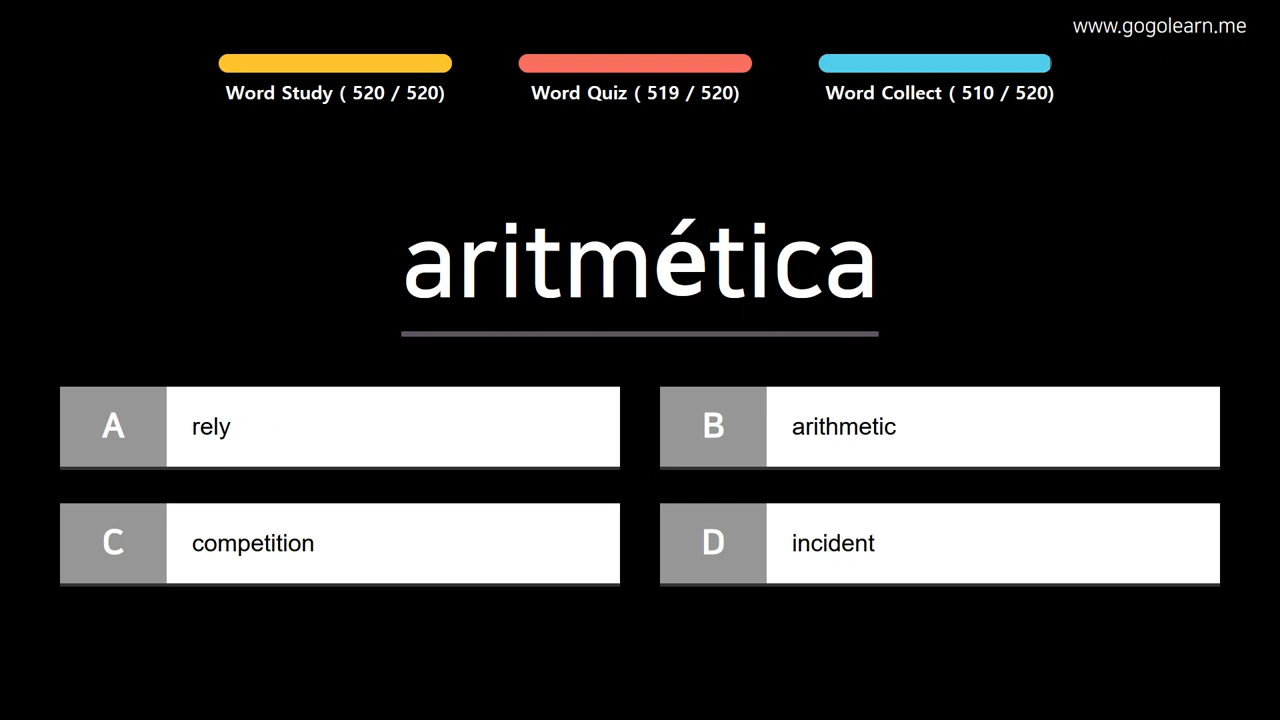 www.gogolearn.me
Word Study ( 520 / 520)
Word Quiz ( 519 / 520)
Word Collect ( 510 / 520)
aritmética
A rely
B arithmetic
C competition
D incident